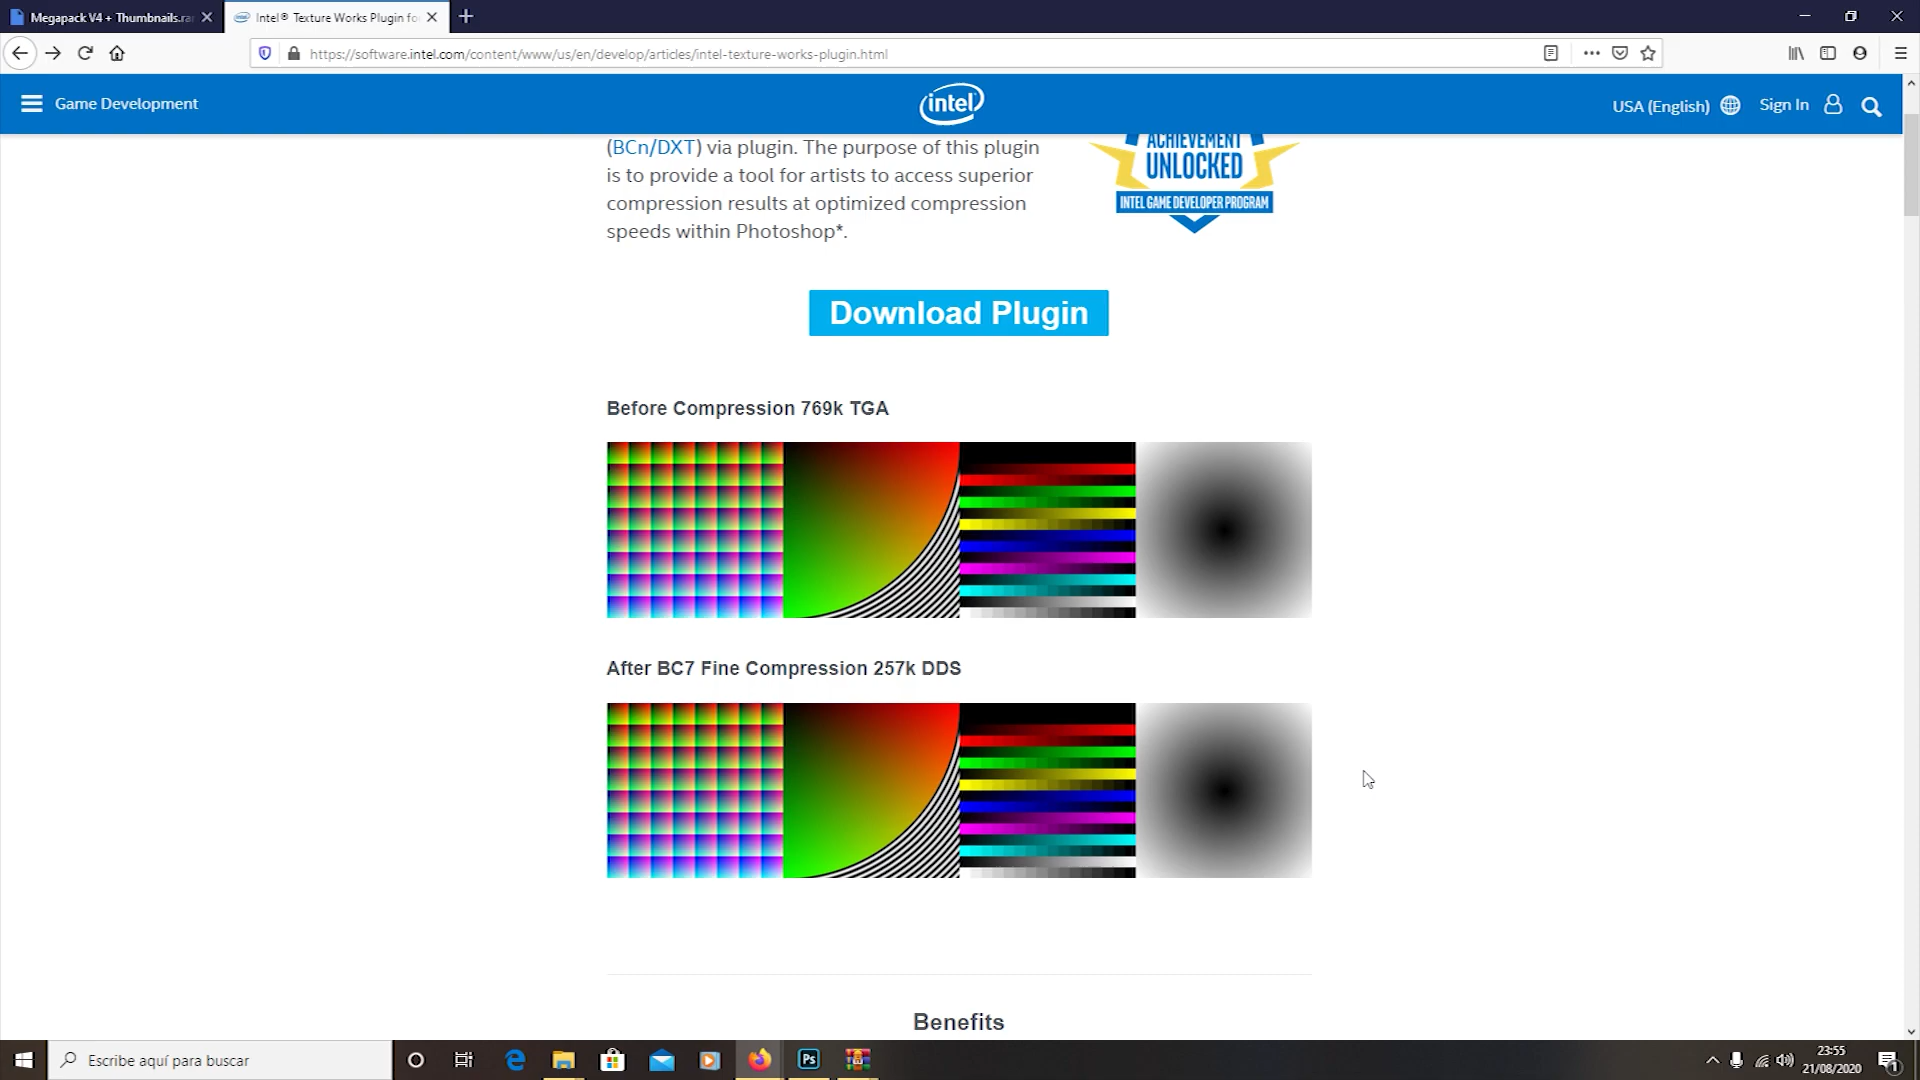 Megapack V4 + Thumbnails.ra
Intel® Texture Works Plugin fo
https://software.intel.com/content/www/us/en/develop/articles/intel-texture-works-plugin.html
Game Development
intel
USA (English)
Sign In
(BCn/DXT) via plugin. The purpose of this plugin
is to provide a tool for artists to access superior
compression results at optimized compression
speeds within Photoshop*.
ACHIEVEMENT
UNLOCKED
INTEL GAME DEVELOPER PROGRAM
Download Plugin
Before Compression 769k TGA
After BC7 Fine Compression 257k DDS
Benefits
Escribe aquí para buscar
Ps
23:55
21/08/2020
1